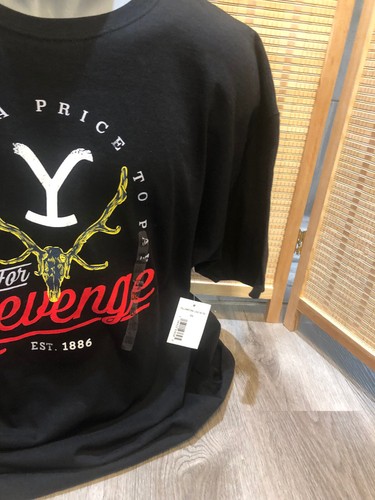 A PRICE TO PAY
Y
For
Revenge
EST. 1886